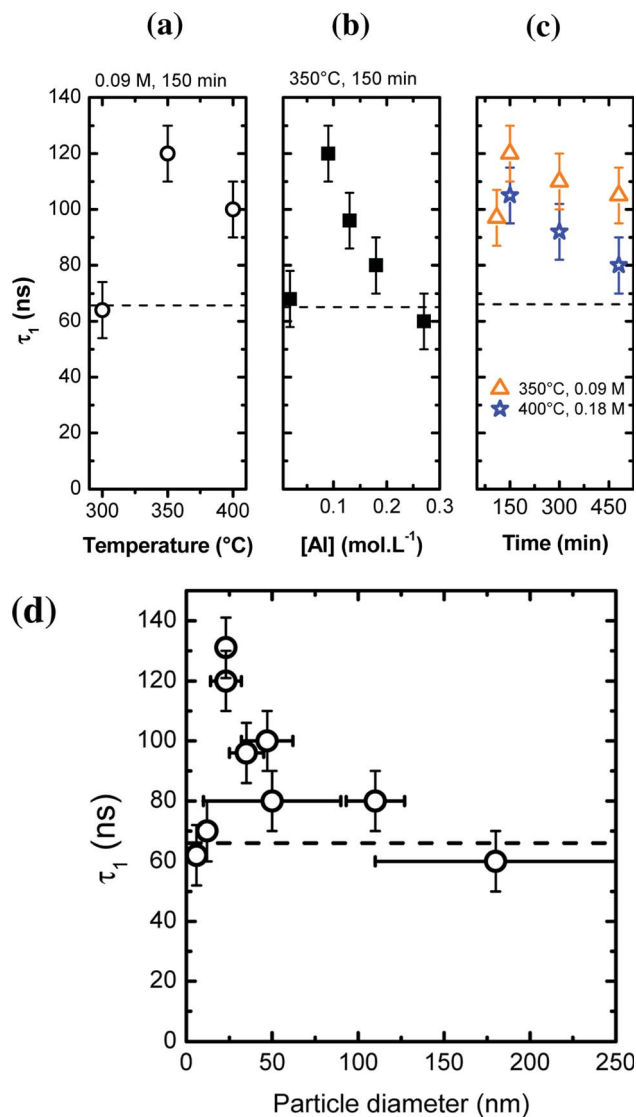 (a) (b) (c)
0.09 M, 150 min 350°C, 150 min
140
120
100
80
60
40
20
0
τ₁ (ns)
300 350 400 0.1 0.2 0.3 150 300 450
Temperature (°C) [Al] (mol.L⁻¹) Time (min)
350°C, 0.09 M
400°C, 0.18 M
(d)
140
120
100
80
60
40
20
0
τ₁ (ns)
0 50 100 150 200 250
Particle diameter (nm)